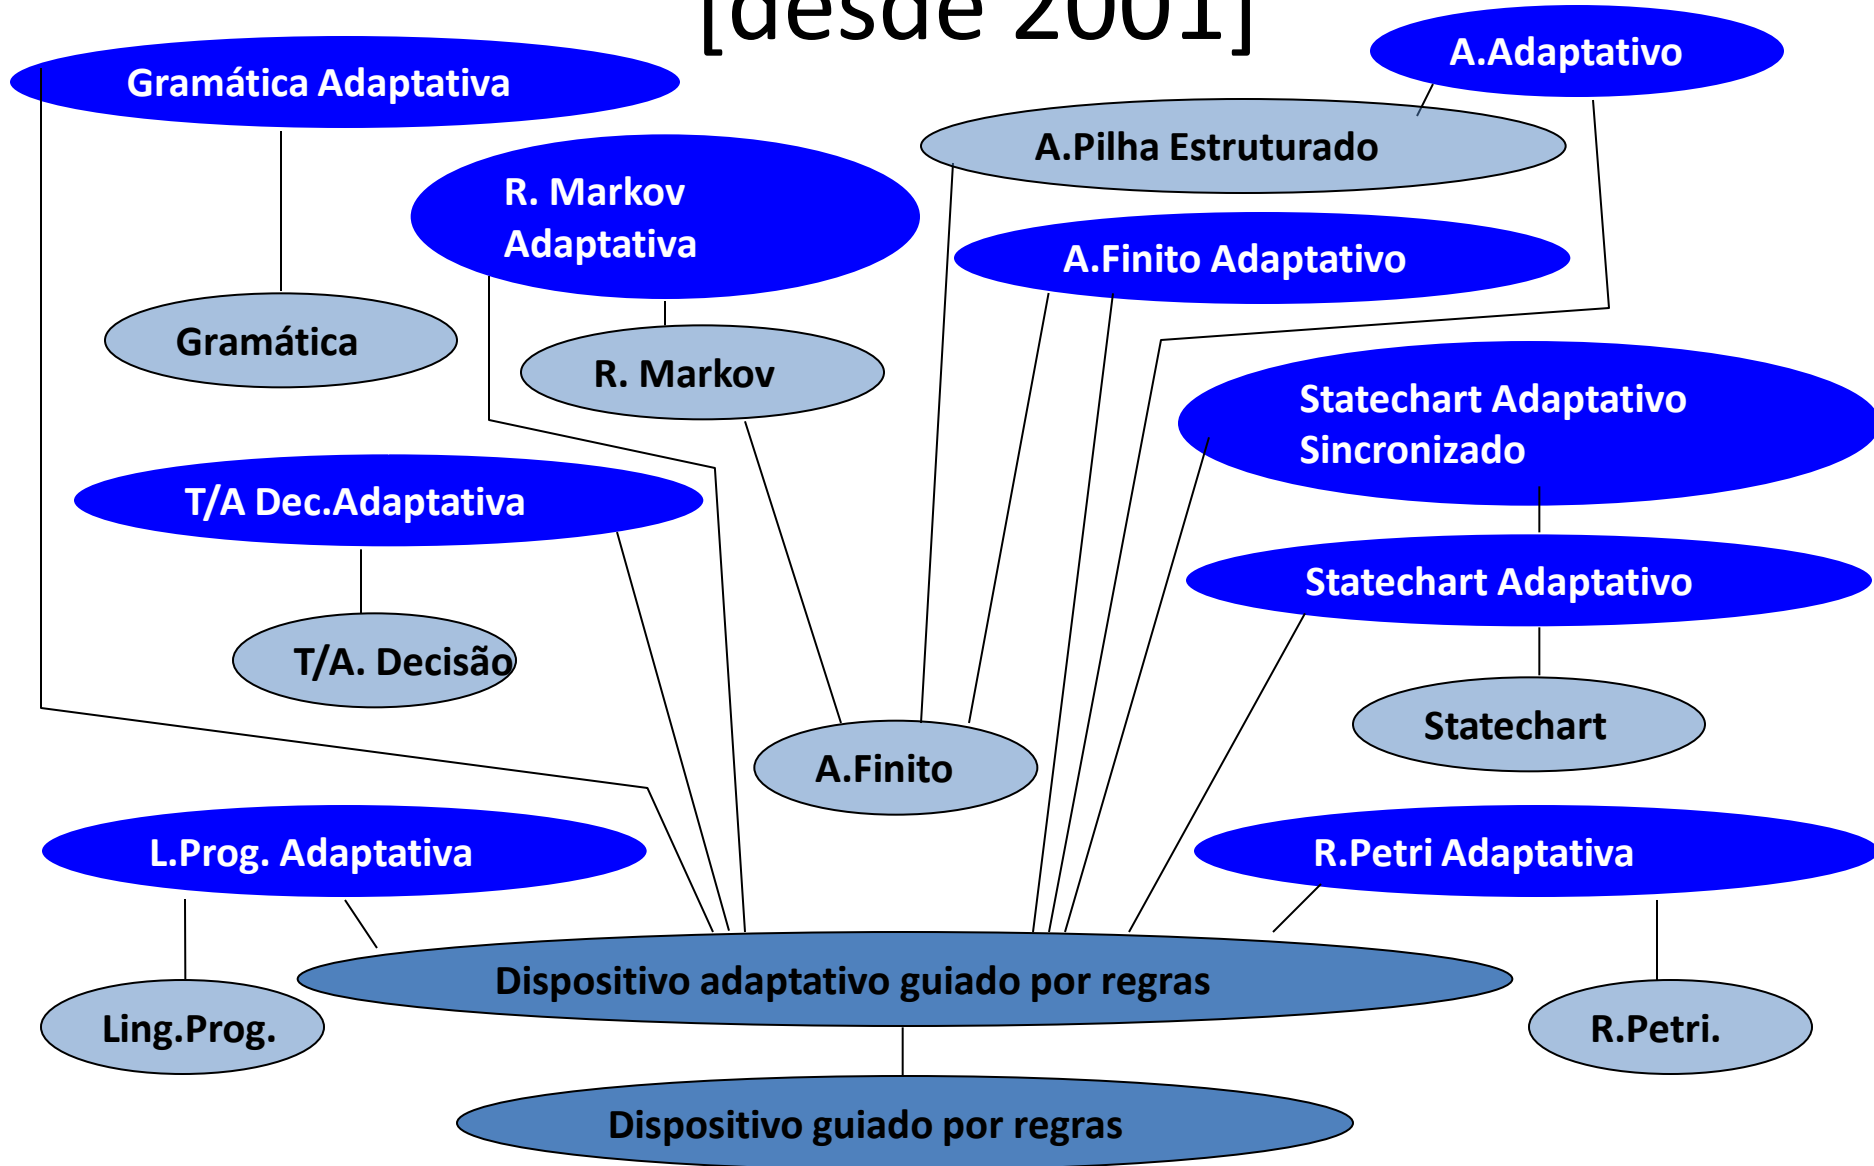 [desde 2001]
A.Adaptativo
Gramática Adaptativa
A.Pilha Estruturado
R. Markov
Adaptativa
A.Finito Adaptativo
Gramática
R. Markov
Statechart Adaptativo
Sincronizado
T/A Dec.Adaptativa
Statechart Adaptativo
T/A. Decisão
Statechart
A.Finito
L.Prog. Adaptativa
R.Petri Adaptativa
Dispositivo adaptativo guiado por regras
Ling.Prog.
R.Petri.
Dispositivo guiado por regras